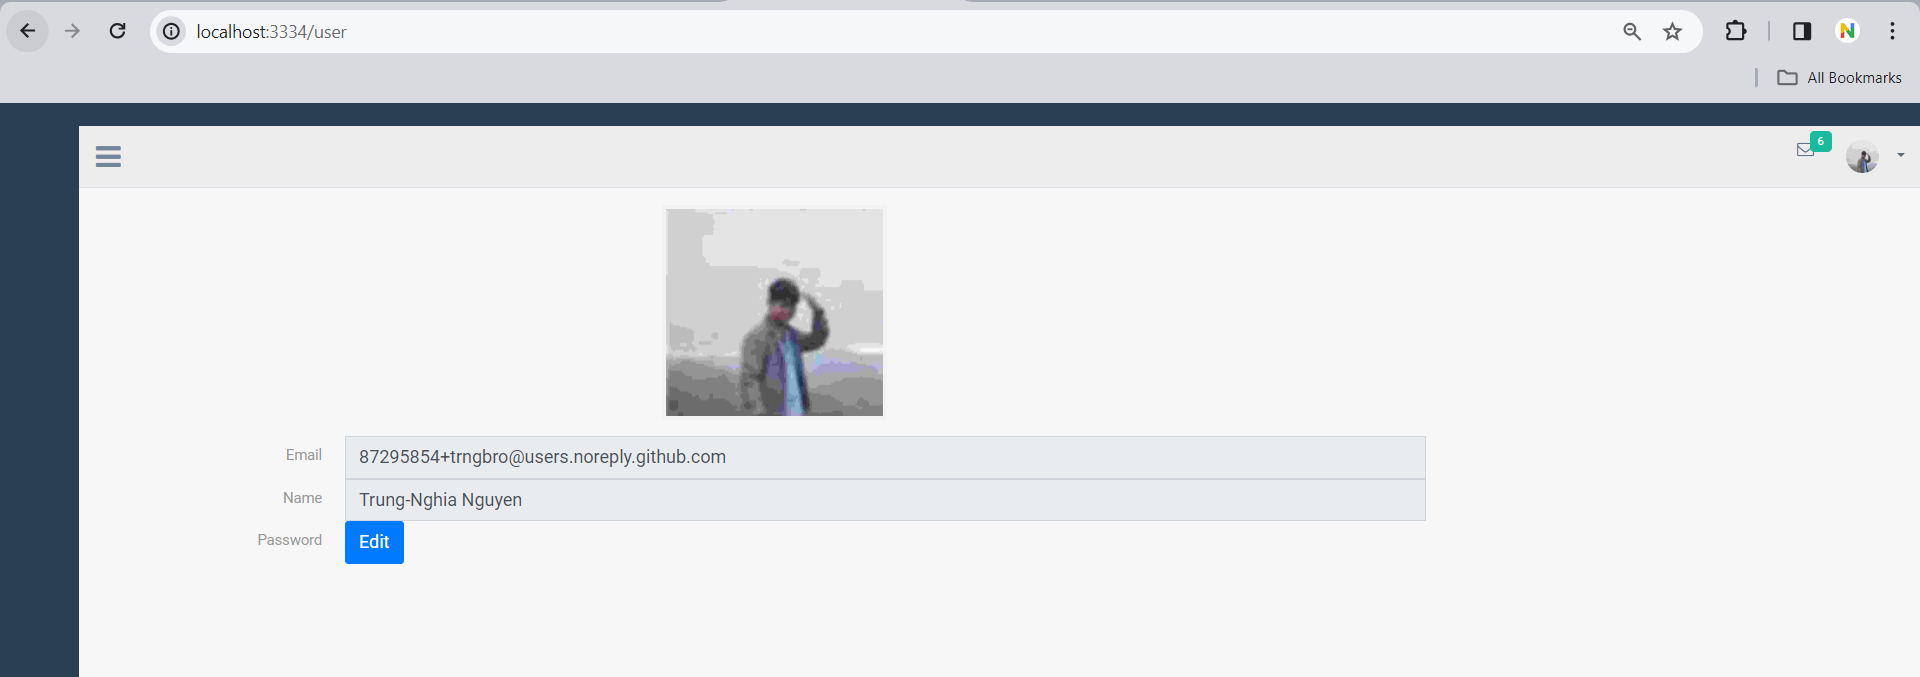 localhost:3334/user
All Bookmarks
N
6
Email 87295854+trngbro@users.noreply.github.com
Name Trung-Nghia Nguyen
Password Edit